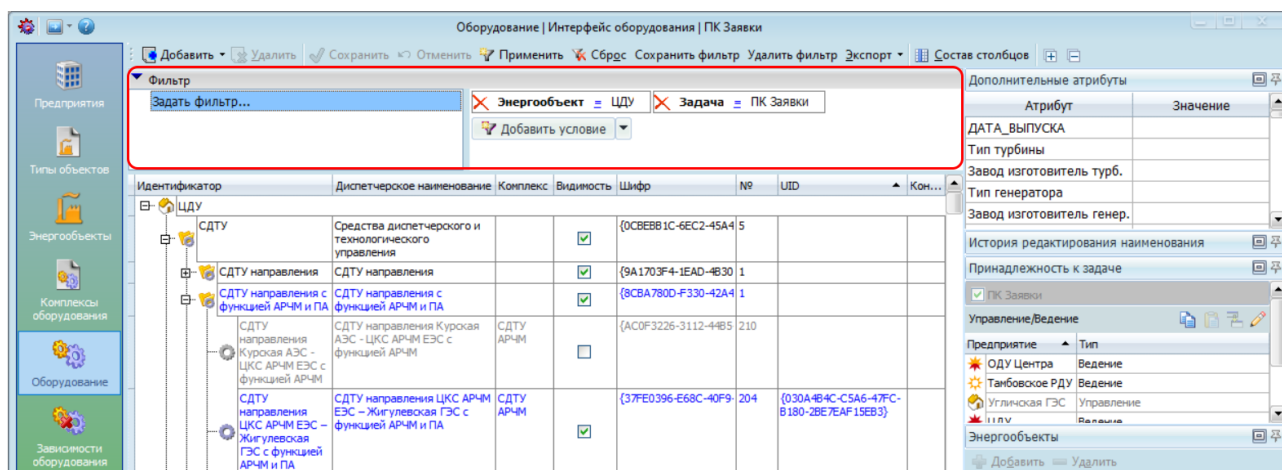 Оборудование | Интерфейс оборудования | ПК Заявки
Добавить Удалить Сохранить Отменить Применить Сброс Сохранить фильтр Удалить фильтр Экспорт Состав столбцов
Предприятия
Типы объектов
Энергообъекты
Комплексы
оборудования
Оборудование
Зависимости
оборудования
Фильтр
Задать фильтр...
Энергообъект = ЦДУ Задача = ПК Заявки
Добавить условие
Идентификатор Диспетчерское наименование Комплекс Видимость Шифр № UID Кон...
ЦДУ
СДТУ Средства диспетчерского и {0CBEBB1C-6EC2-45A4 5
технологического
управления
СДТУ направления СДТУ направления {9A1703F4-1EAD-4B30 1
СДТУ направления с СДТУ направления с {8CBA780D-F330-42A4 1
функцией АРЧМ и ПА функцией АРЧМ и ПА
СДТУ СДТУ направления Курская СДТУ {AC0F3226-3112-44B5 210
направления АЭС - ЦКС АРЧМ ЕЭС с АРЧМ
Курская АЭС - функцией АРЧМ
ЦКС АРЧМ ЕЭС с
функцией АРЧМ
СДТУ СДТУ направления ЦКС АРЧМ СДТУ {37FE0396-E68C-40F9- 204 {030A4B4C-C5A6-47FC-
направления ЕЭС – Жигулевская ГЭС с АРЧМ B180-2BE7EAF15EB3}
ЦКС АРЧМ ЕЭС – функцией АРЧМ и ПА
Жигулевская
ГЭС с функцией
АРЧМ и ПА
Дополнительные атрибуты
Атрибут Значение
ДАТА_ВЫПУСКА
Тип турбины
Завод изготовитель турб.
Тип генератора
Завод изготовитель генер.
История редактирования наименования
Принадлежность к задаче
ПК Заявки
Управление/Ведение
Предприятие Тип
ОДУ Центра Ведение
Тамбовское РДУ Ведение
Угличская ГЭС Управление
ЦДУ Ведение
Энергообъекты
Добавить Удалить